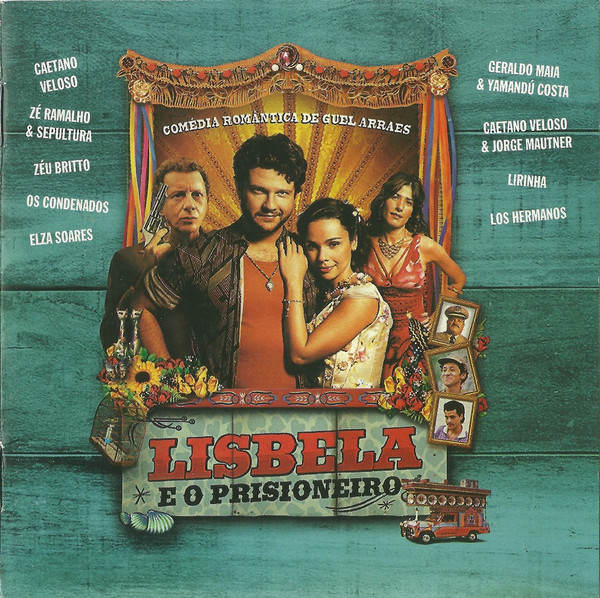 CAETANO
VELOSO
ZÉ RAMALHO
& SEPULTURA
ZÉU BRITTO
OS CONDENADOS
ELZA SOARES
COMÉDIA ROMÂNTICA DE GUEL ARRAES
GERALDO MAIA
& YAMANDÚ COSTA
CAETANO VELOSO
& JORGE MAUTNER
LIRINHA
LOS HERMANOS
LISBELA
E O PRISIONEIRO